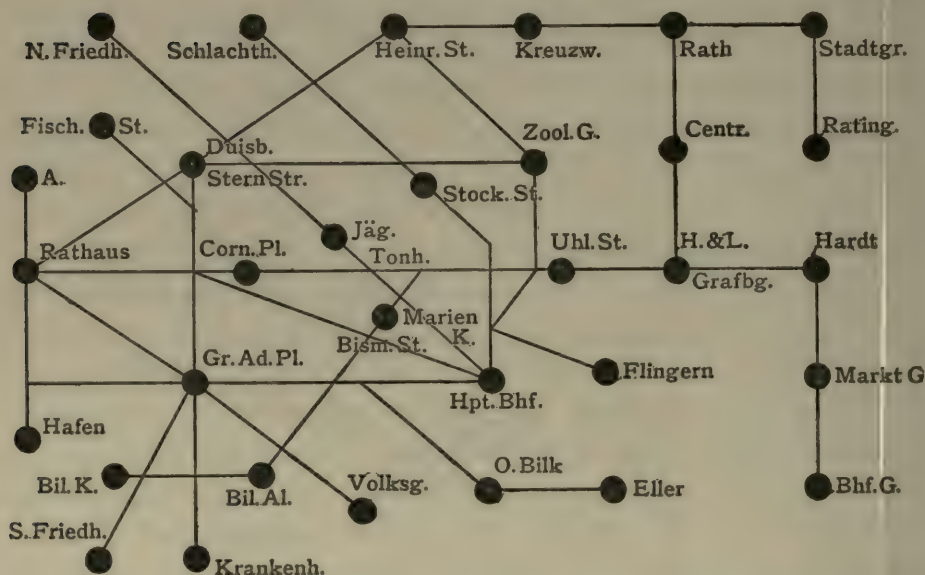 N. Friedh.
Schlachth.
Heinr. St.
Kreuzw.
Rath
Stadtgr.
Fisch. St.
Duisb.
Stern Str.
Zool. G.
Centr.
Rating.
A.
Stock. St.
Jäg.
Rathaus
Corn. Pl.
Tonh.
Uhl. St.
H. & L.
Grafbg.
Hardt
Marien
Bism. St.
K.
Gr. Ad. Pl.
Hpt. Bhf.
Flingern
Markt G
Hafen
Bil. K.
Bil. Al.
Volksg.
O. Bilk
Eller
Bhf. G.
S. Friedh.
Krankenh.